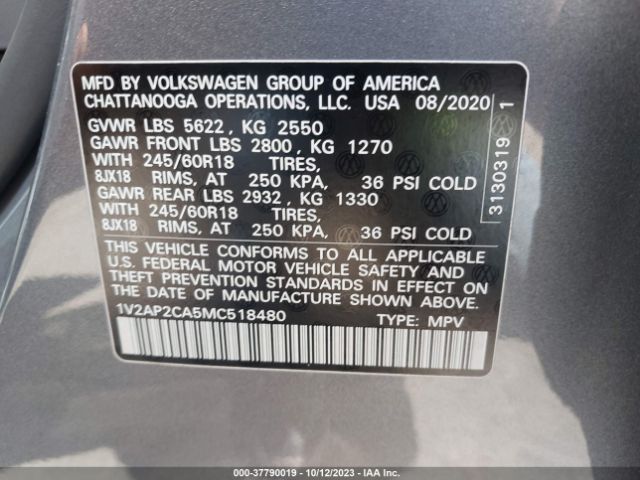 MFD BY VOLKSWAGEN GROUP OF AMERICA
CHATTANOOGA OPERATIONS, LLC. USA 08/2020
GVWR LBS 5622, KG 2550
GAWR FRONT LBS 2800, KG 1270
WITH 245/60R18 TIRES,
8JX18 RIMS, AT 250 KPA, 36 PSI COLD
GAWR REAR LBS 2932, KG 1330
WITH 245/60R18 TIRES,
8JX18 RIMS, AT 250 KPA, 36 PSI COLD
THIS VEHICLE CONFORMS TO ALL APPLICABLE
U.S. FEDERAL MOTOR VEHICLE SAFETY AND
THEFT PREVENTION STANDARDS IN EFFECT ON
THE DATE OF MANUFACTURE SHOWN ABOVE.
1V2AP2CA5MC518480 TYPE: MPV
3130319 1
000-37790019 - 10/12/2023 - IAA Inc.